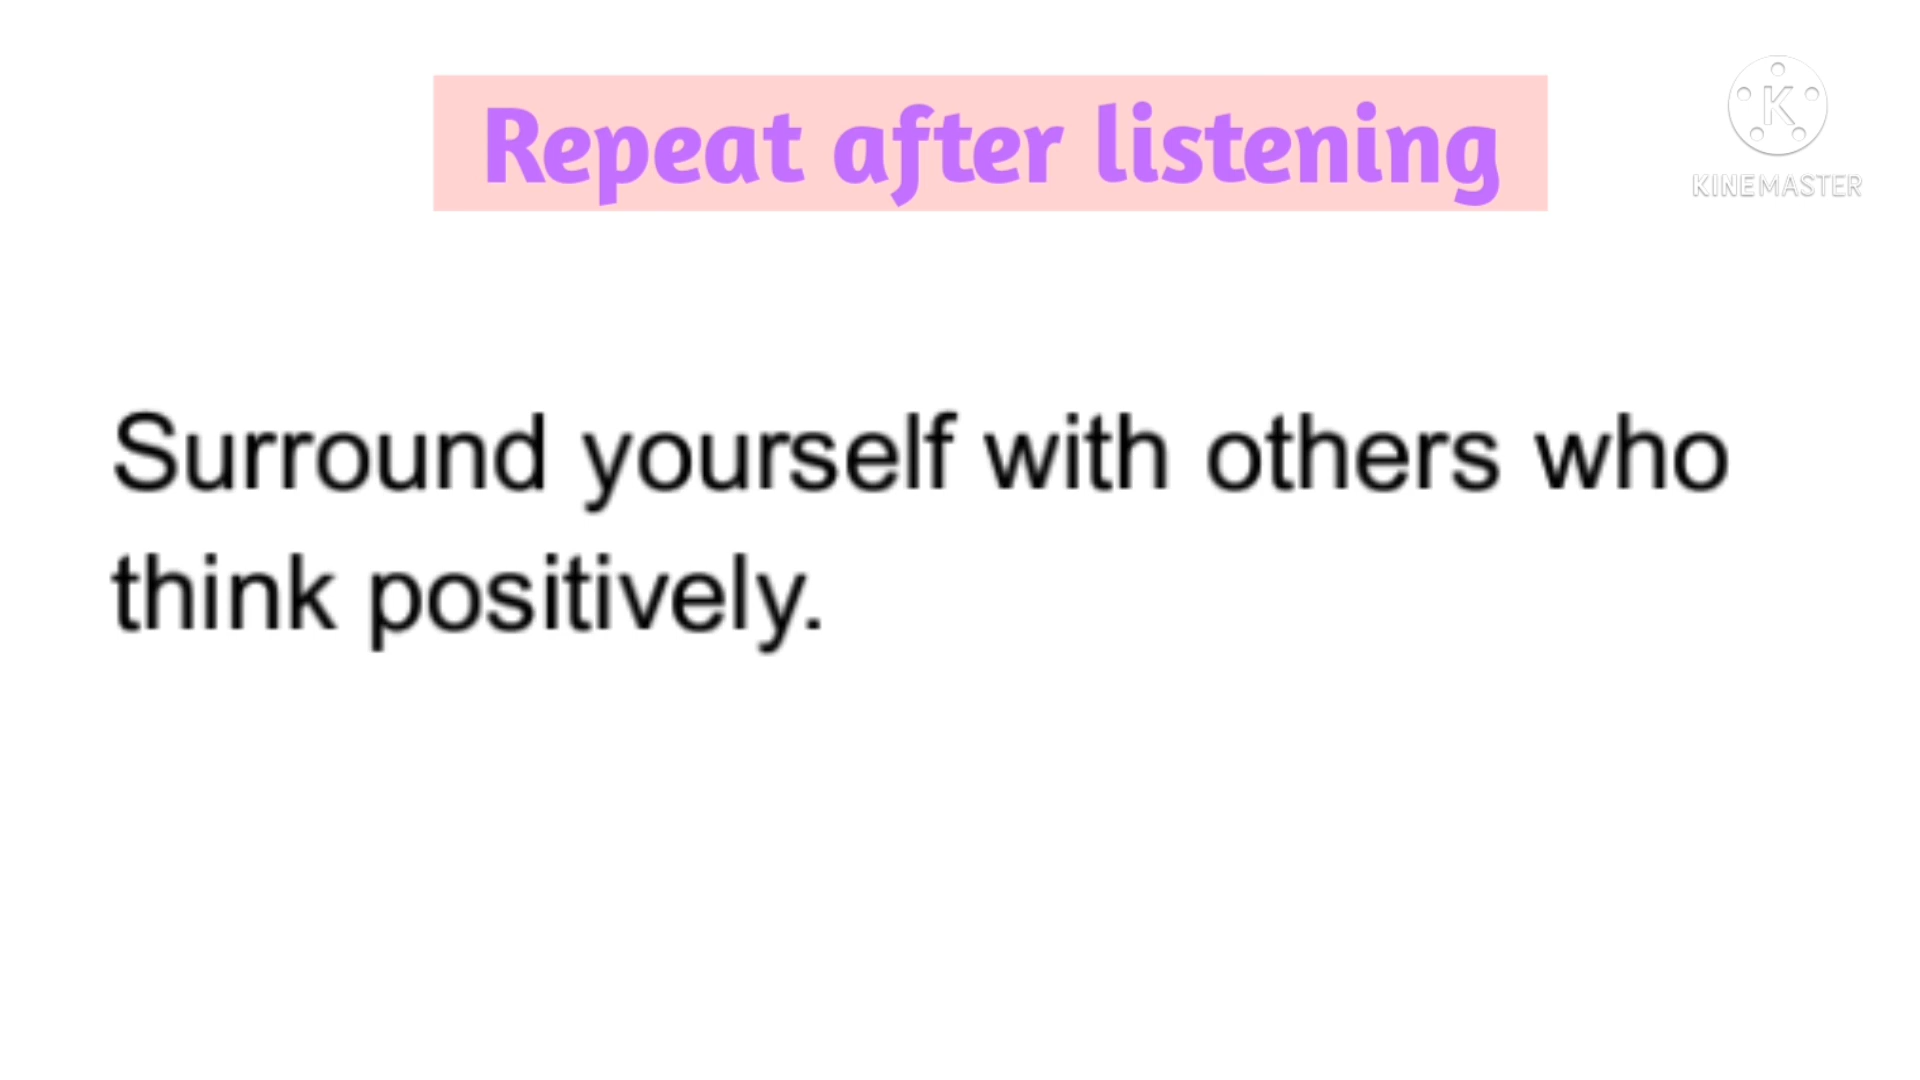 Repeat after listening
K
KINEMASTER
Surround yourself with others who
think positively.